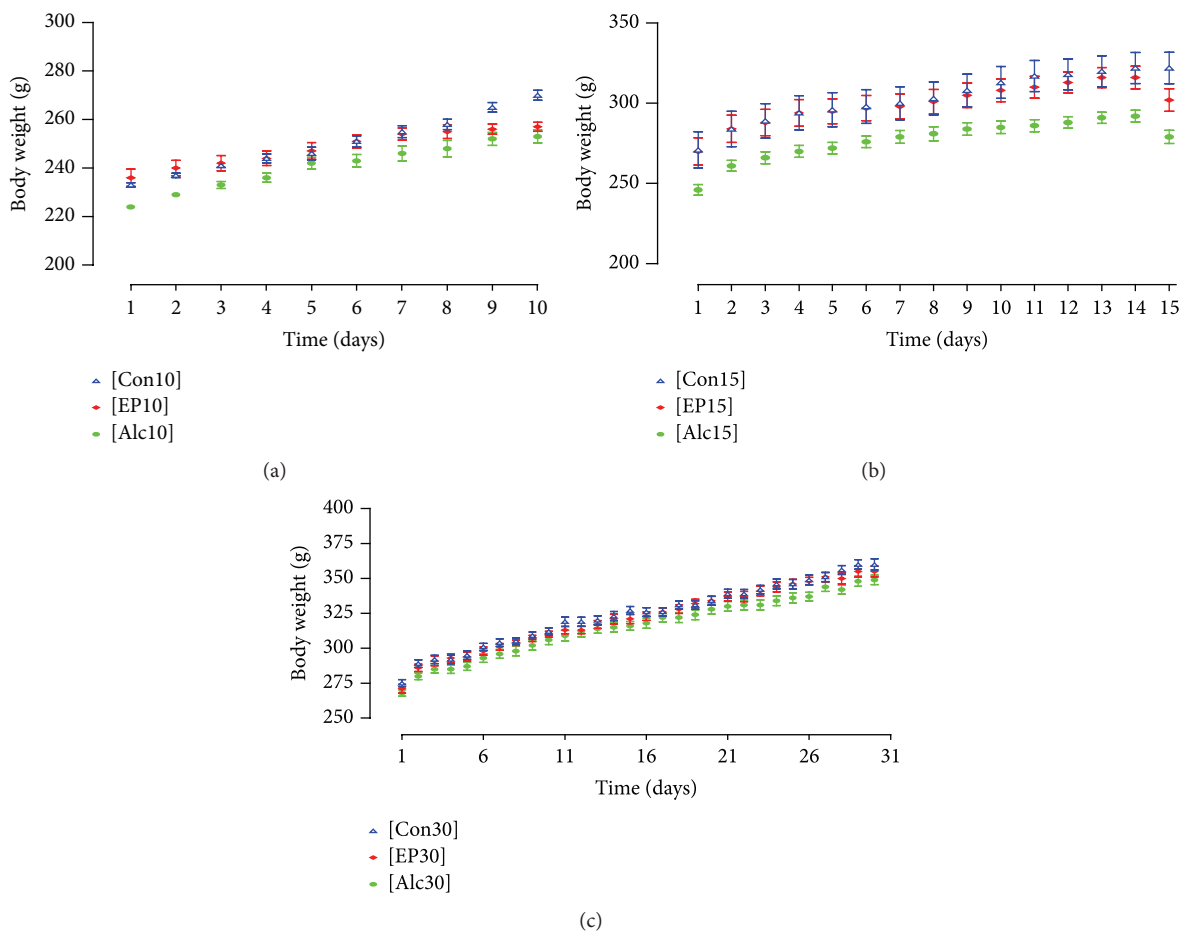 300
280
260
240
220
200
Body weight (g)
1 2 3 4 5 6 7 8 9 10
Time (days)
[Con10]
[EP10]
[Alc10]
(a)
350
300
250
200
Body weight (g)
1 2 3 4 5 6 7 8 9 10 11 12 13 14 15
Time (days)
[Con15]
[EP15]
[Alc15]
(b)
400
375
350
325
300
275
250
Body weight (g)
1 6 11 16 21 26 31
Time (days)
[Con30]
[EP30]
[Alc30]
(c)